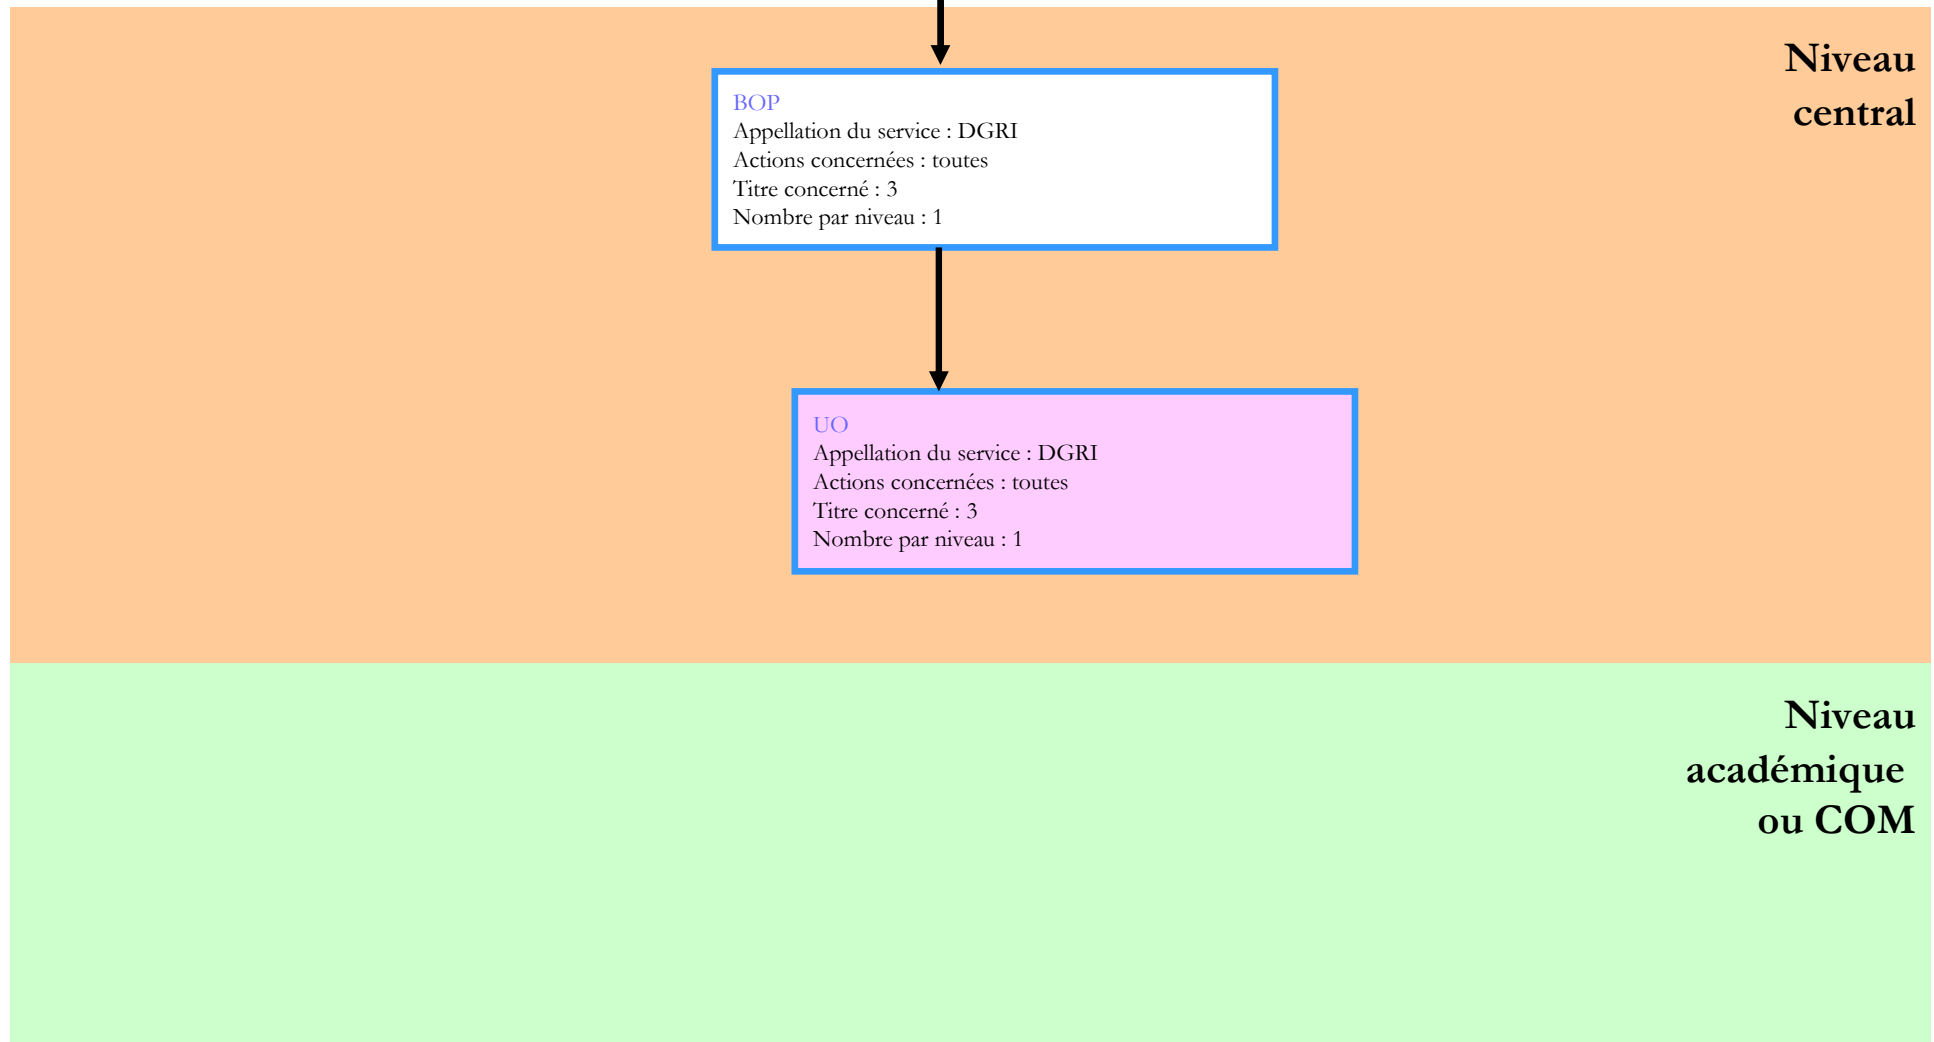 Niveau
central
BOP
Appellation du service : DGRI
Actions concernées : toutes
Titre concerné : 3
Nombre par niveau : 1
UO
Appellation du service : DGRI
Actions concernées : toutes
Titre concerné : 3
Nombre par niveau : 1
Niveau
académique
ou COM